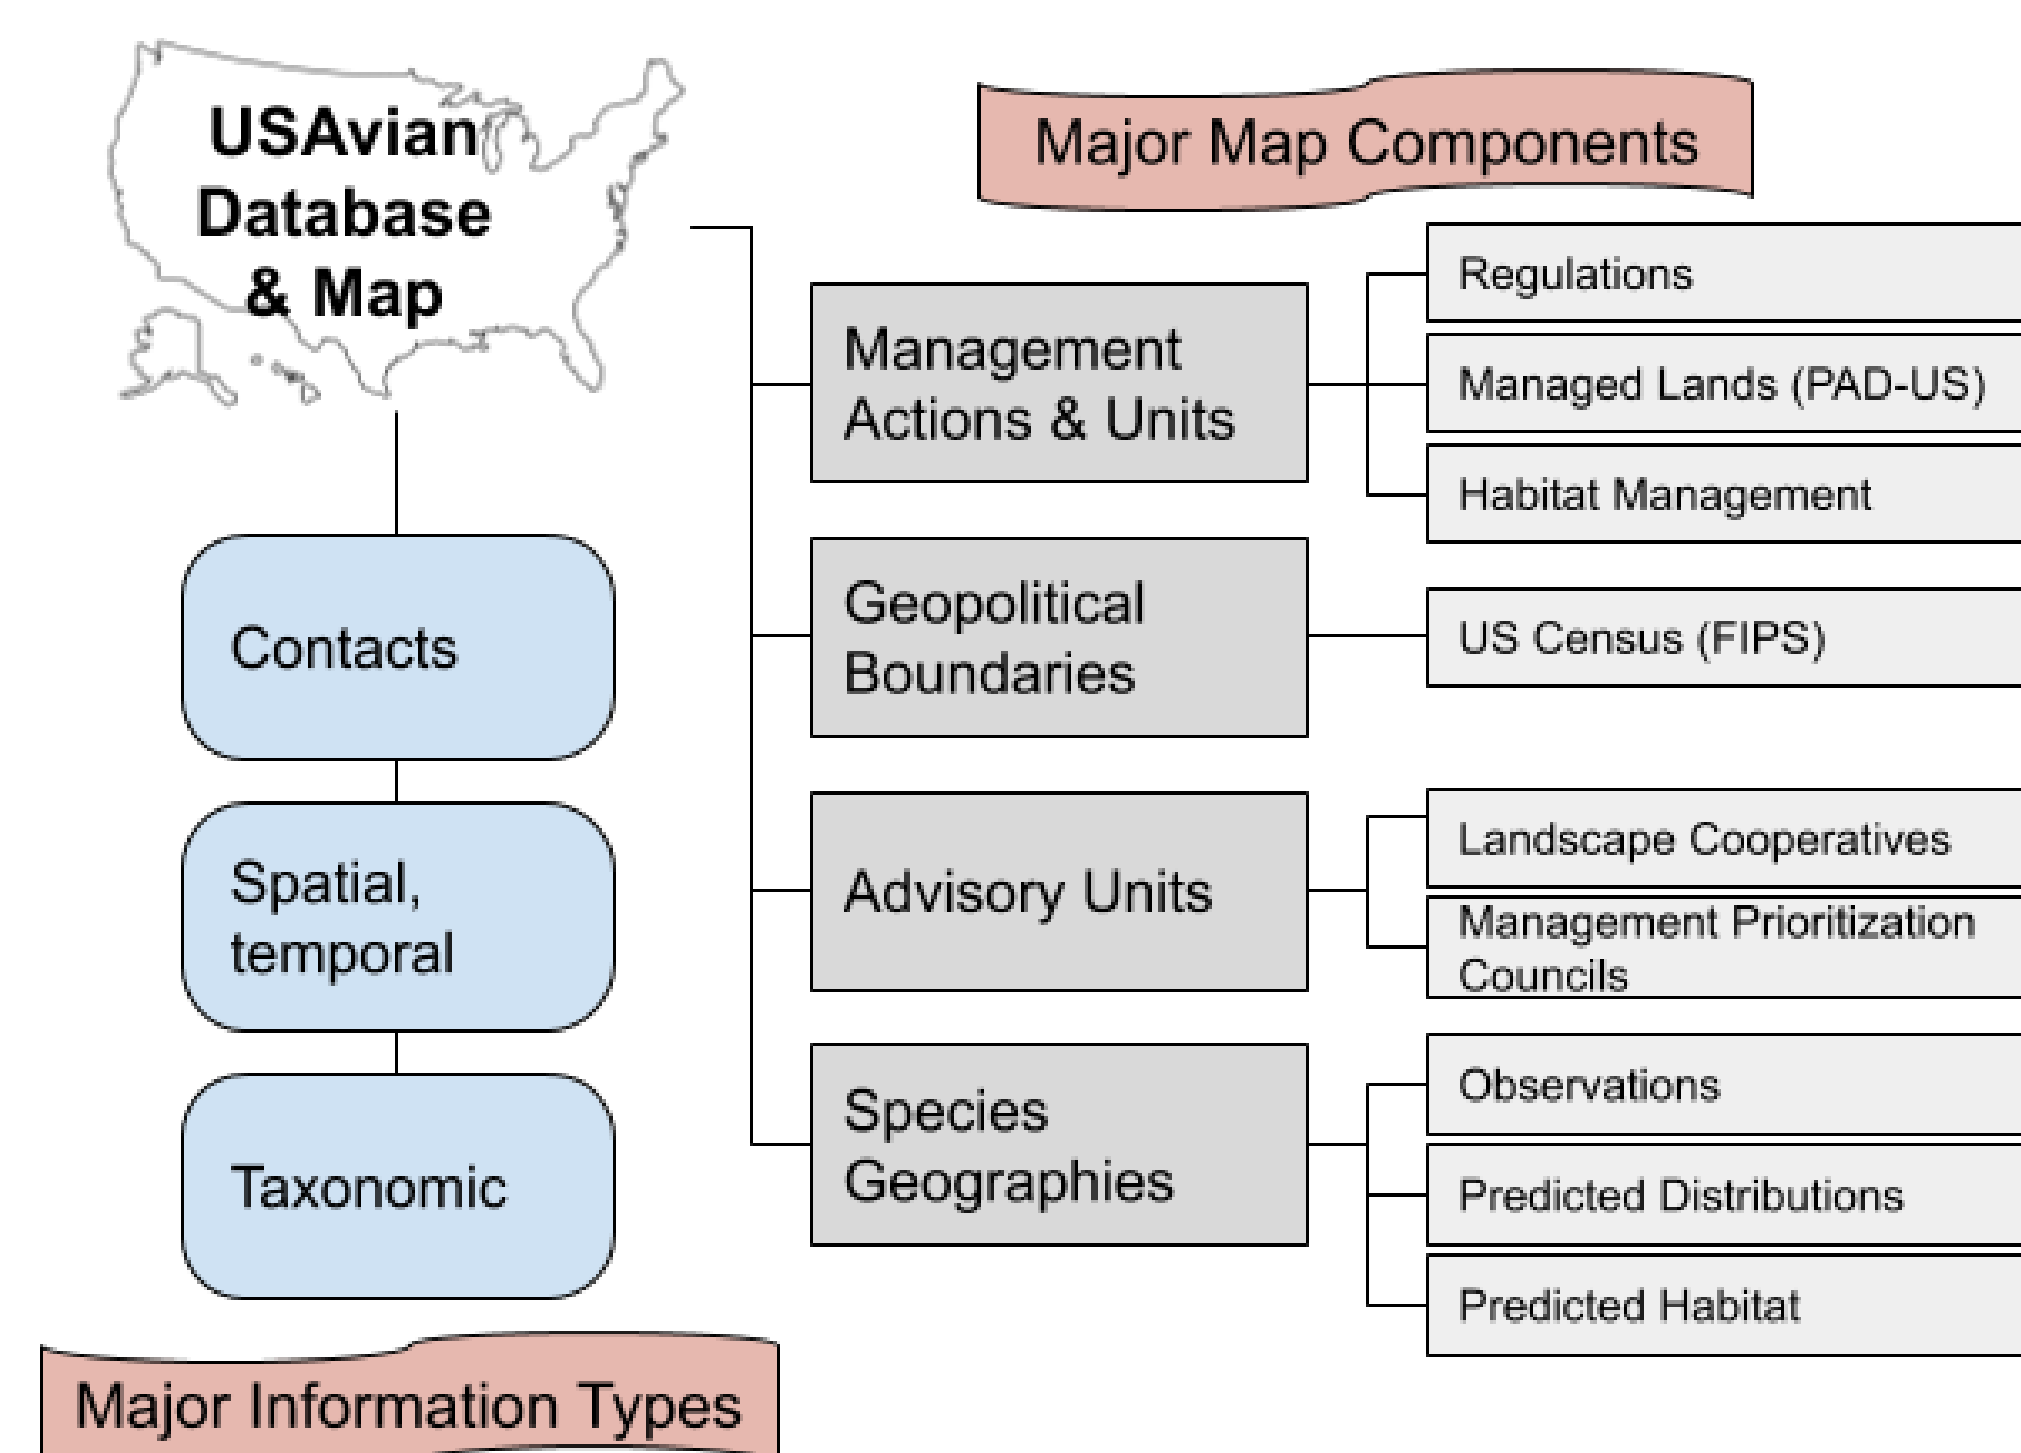 USAvian
Database
& Map
Major Map Components
Management
Actions & Units
Regulations
Managed Lands (PAD-US)
Habitat Management
Geopolitical
Boundaries
US Census (FIPS)
Advisory Units
Landscape Cooperatives
Management Prioritization
Councils
Species
Geographies
Observations
Predicted Distributions
Predicted Habitat
Contacts
Spatial,
temporal
Taxonomic
Major Information Types